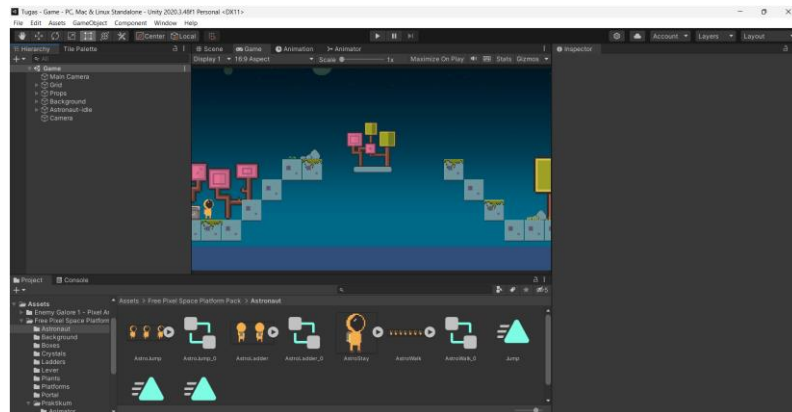 Tugas - Game - PC, Mac & Linux Standalone - Unity 2020.3.48f1 Personal <DX11>
File Edit Assets GameObject Component Window Help
Center Local Account Layers Layout
Hierarchy Tile Palette
All
Game
Main Camera
Grid
Props
Background
Astronaut-idle
Camera
Scene Game Animation Animator
Display 1 16:9 Aspect Scale 1x Maximize On Play Stats Gizmos
Inspector
Project Console
Assets
Enemy Galore 1 - Pixel Ar
Free Pixel Space Platform
Astronaut
Background
Boxes
Crystals
Ladders
Lever
Plants
Platforms
Portal
Praktikum
Animator
Assets > Free Pixel Space Platform Pack > Astronaut
AstroJump AstroJump_0 AstroLadder AstroLadder_0 AstroStay AstroWalk AstroWalk_0 Jump